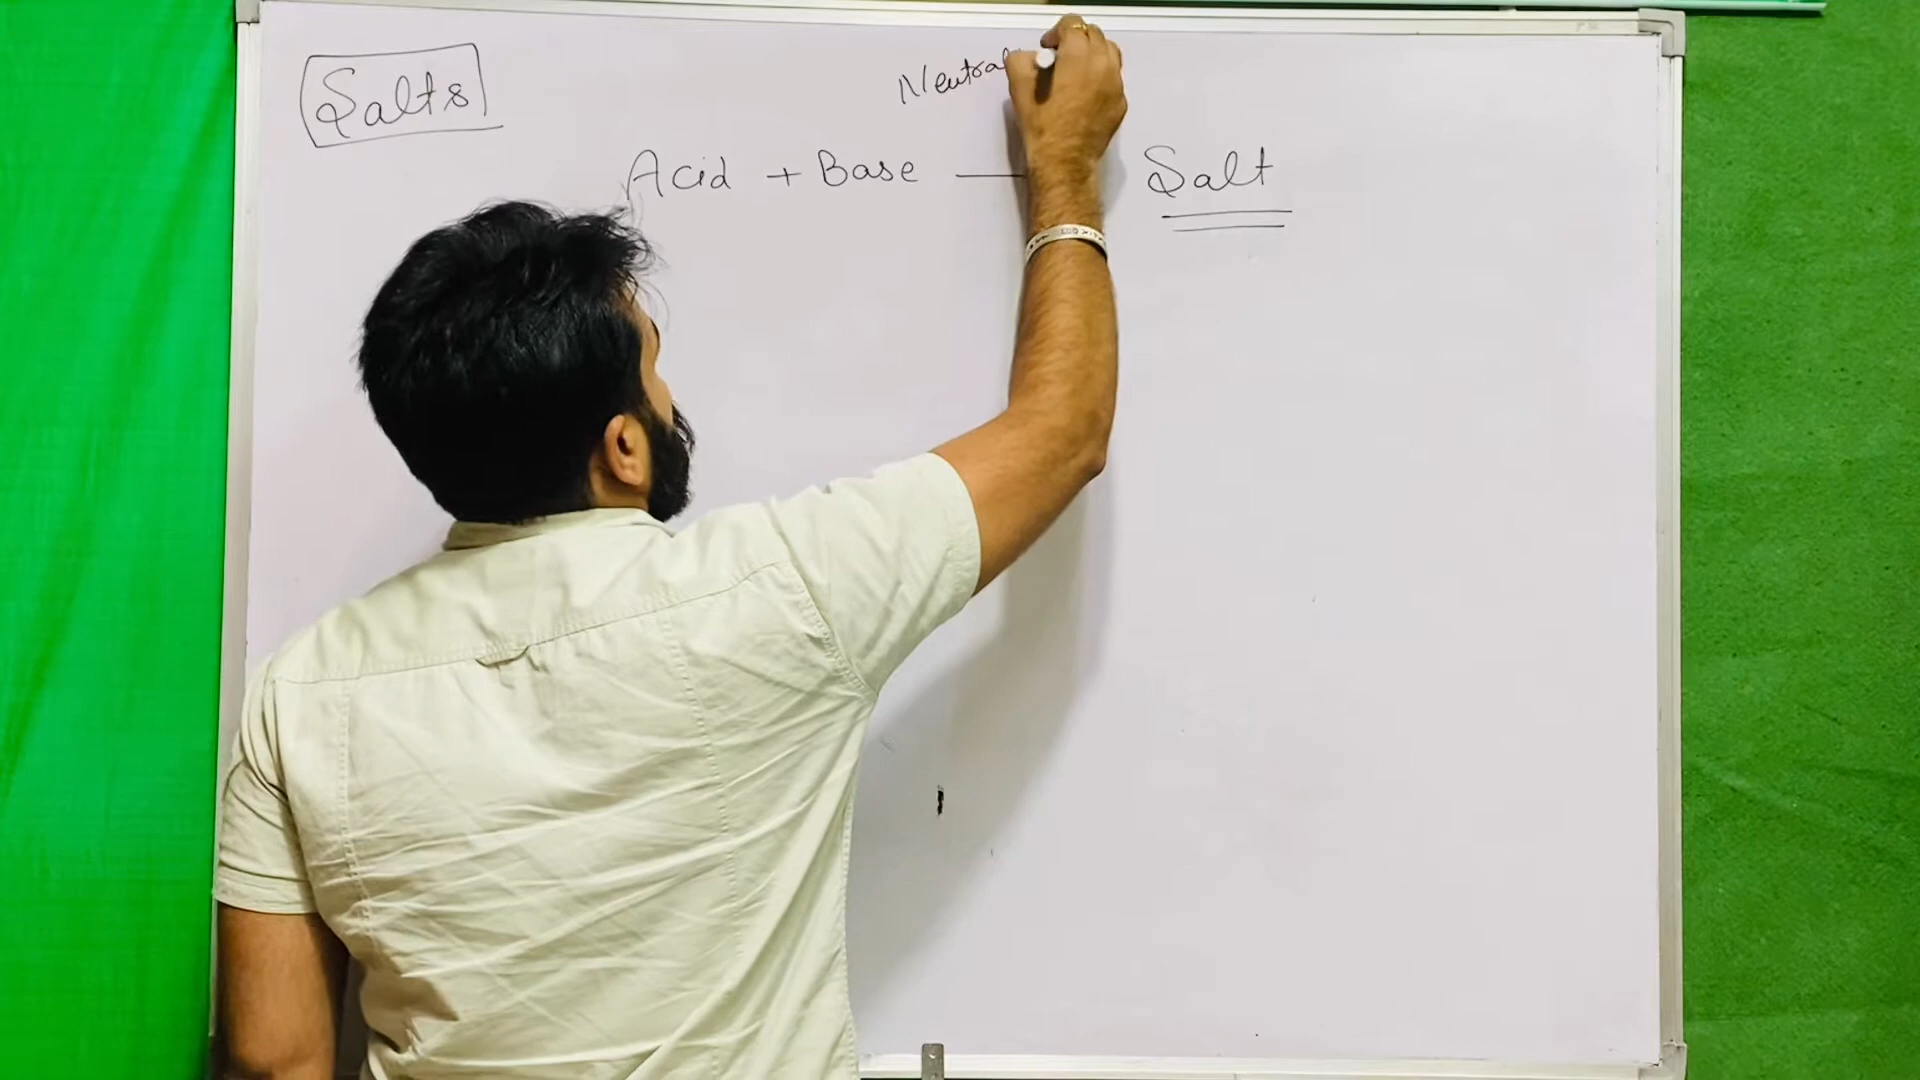 Salts
Neutral
Acid + Base — Salt